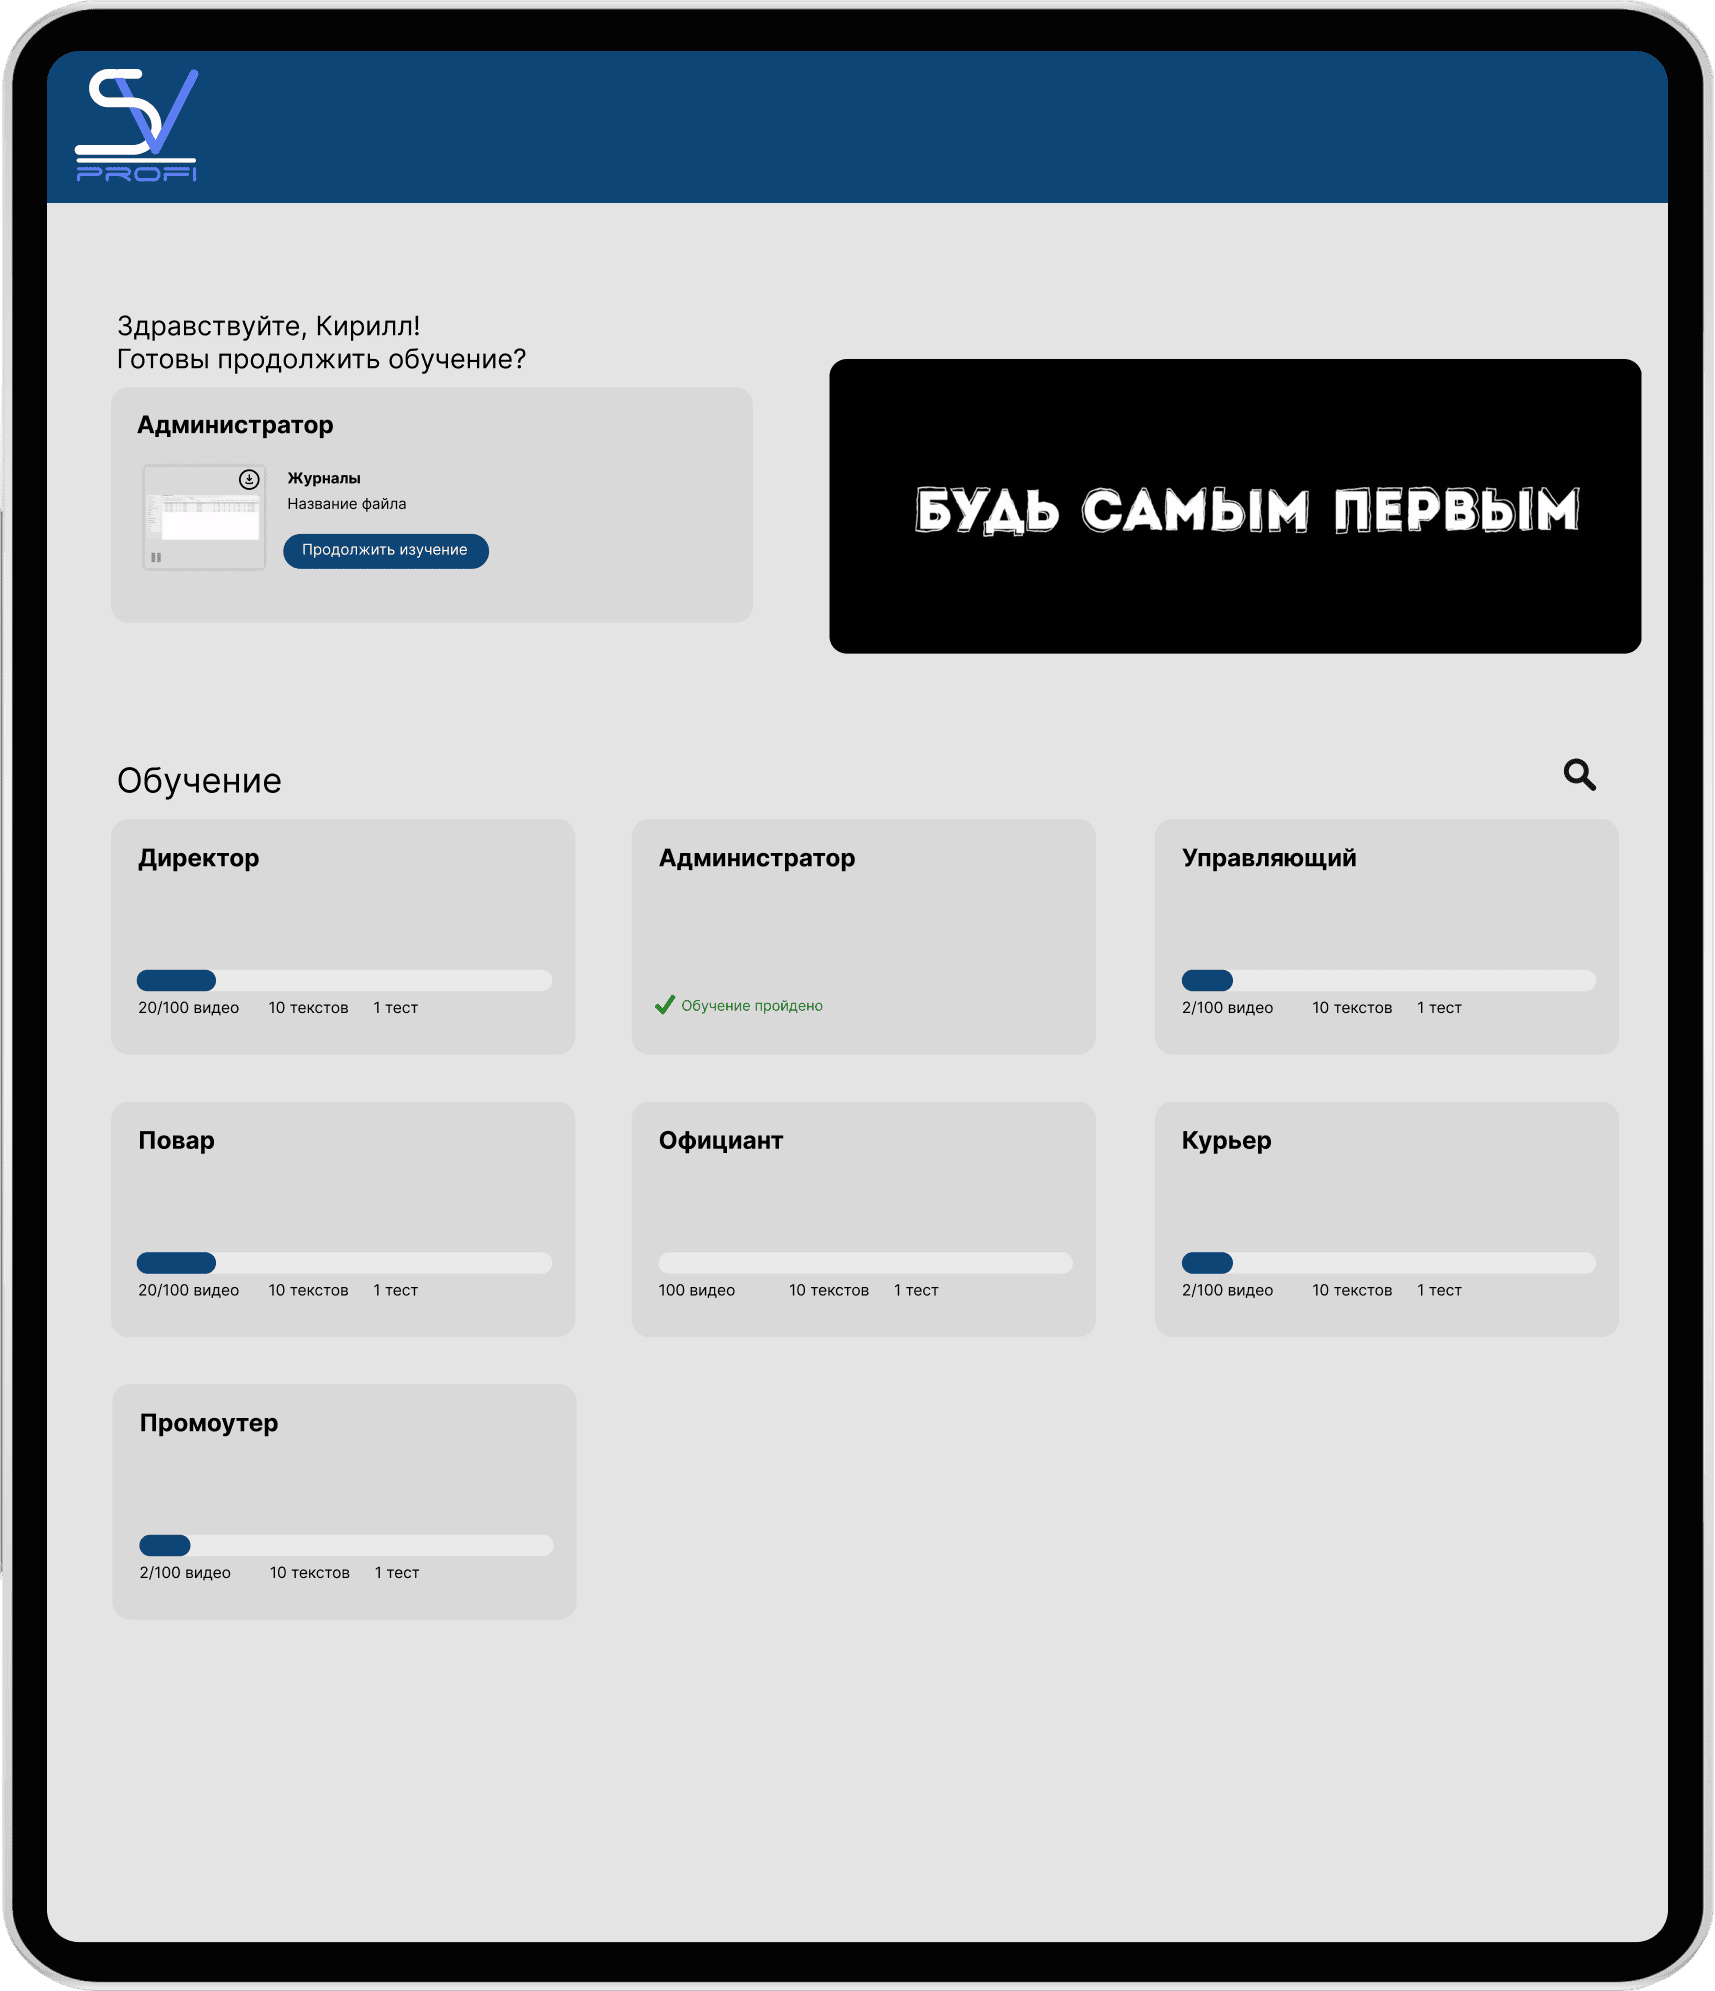 SV
PROFI
Здравствуйте, Кирилл!
Готовы продолжить обучение?
Администратор
Журналы
Название файла
Продолжить изучение
БУДЬ САМЫМ ПЕРВЫМ
Обучение
Директор
20/100 видео 10 текстов 1 тест
Администратор
Обучение пройдено
Управляющий
2/100 видео 10 текстов 1 тест
Повар
20/100 видео 10 текстов 1 тест
Официант
100 видео 10 текстов 1 тест
Курьер
2/100 видео 10 текстов 1 тест
Промоутер
2/100 видео 10 текстов 1 тест